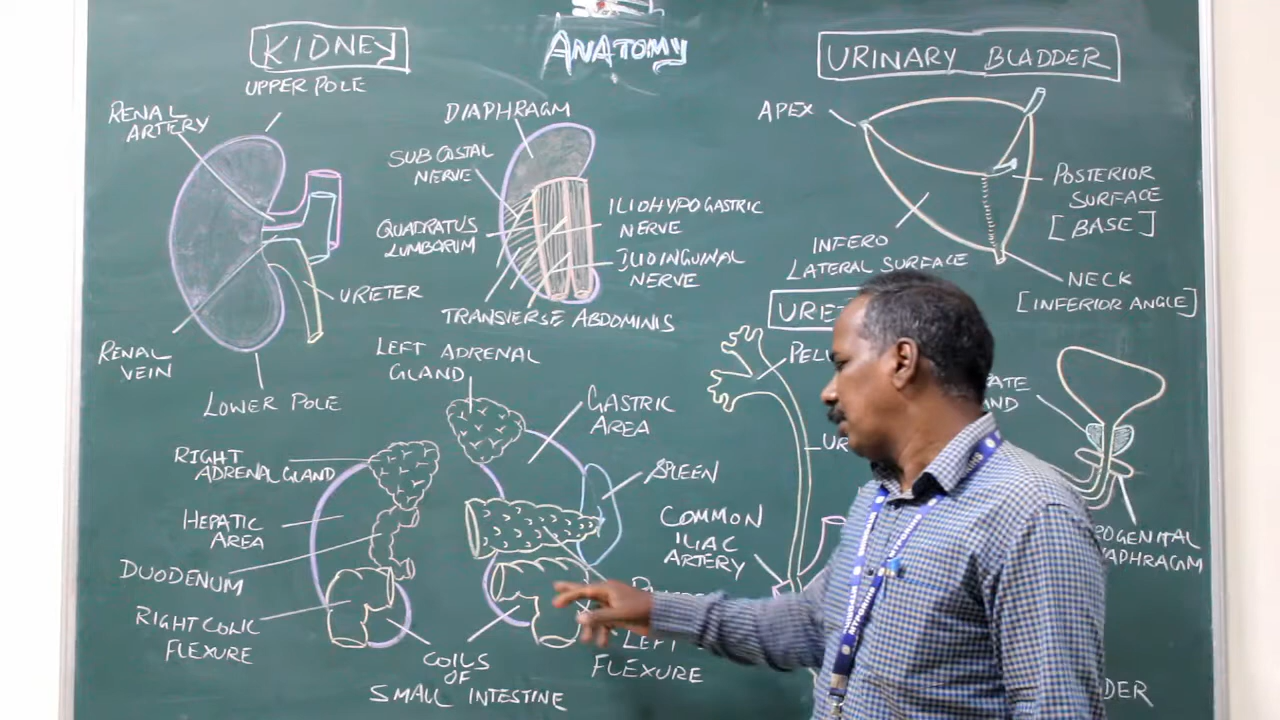 KIDNEY
ANATOMY
URINARY BLADDER
UPPER POLE
RENAL
ARTERY
URETER
RENAL
VEIN
LOWER POLE
DIAPHRAGM
SUB COSTAL
NERVE
QUADRATUS
LUMBORUM
ILIOHYPOGASTRIC
NERVE
ILIOINGUINAL
NERVE
TRANSVERSE ABDOMINIS
APEX
POSTERIOR
SURFACE
[BASE]
INFERO
LATERAL SURFACE
NECK
[INFERIOR ANGLE]
LEFT ADRENAL
GLAND
GASTRIC
AREA
SPLEEN
RIGHT
ADRENAL GLAND
HEPATIC
AREA
DUODENUM
RIGHT COLIC
FLEXURE
COILS
OF
SMALL INTESTINE
LEFT
FLEXURE
COMMON
ILIAC
ARTERY